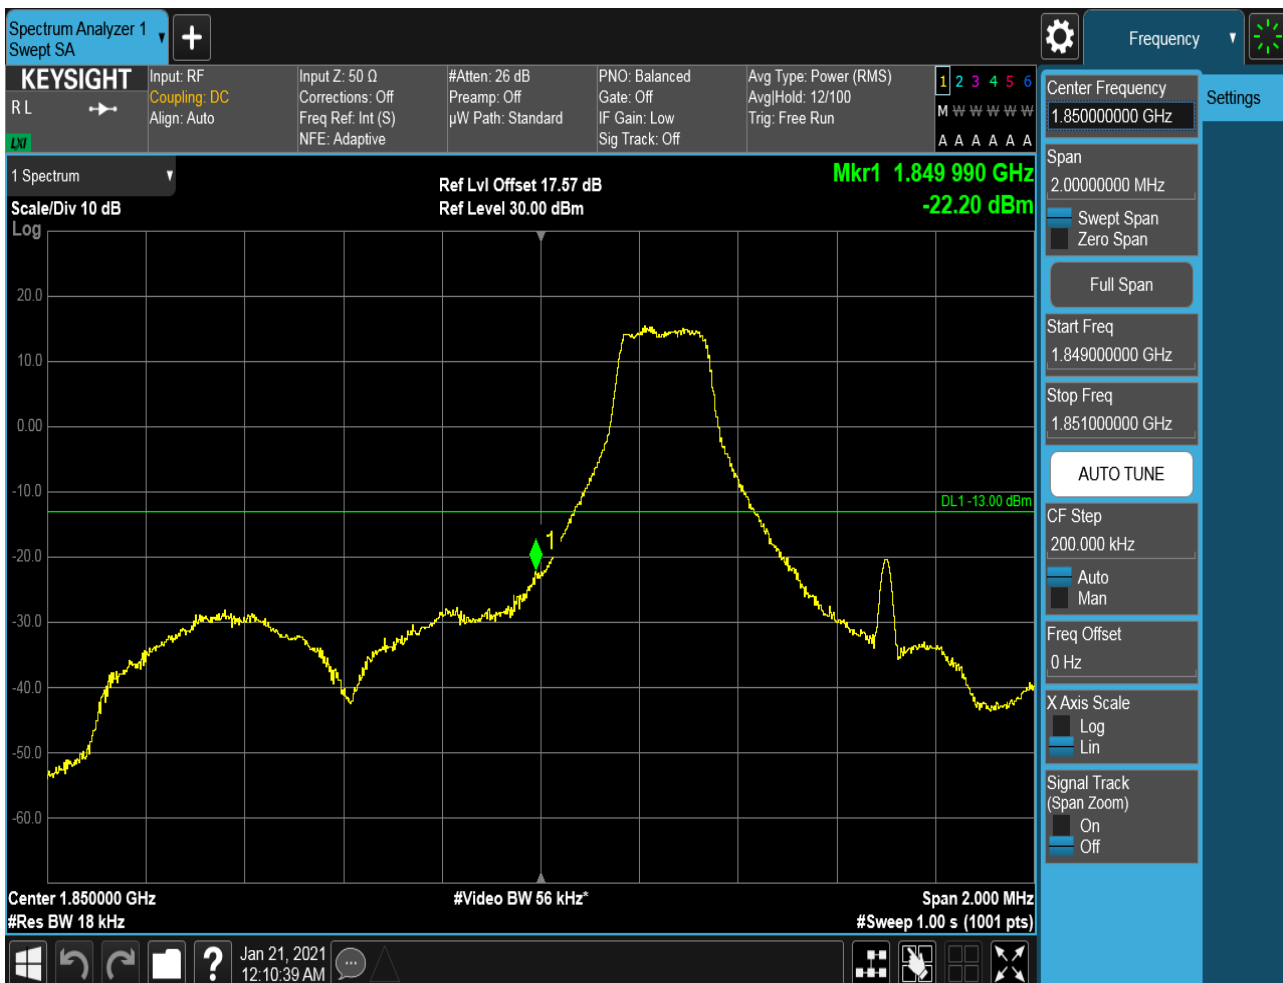 Spectrum Analyzer 1
Swept SA
Frequency
KEYSIGHT
R L
LXI
Input: RF
Coupling: DC
Align: Auto
Input Z: 50 Ω
Corrections: Off
Freq Ref: Int (S)
NFE: Adaptive
#Atten: 26 dB
Preamp: Off
µW Path: Standard
PNO: Balanced
Gate: Off
IF Gain: Low
Sig Track: Off
Avg Type: Power (RMS)
Avg|Hold: 12/100
Trig: Free Run
1 2 3 4 5 6
M W W W W W
A A A A A A
1 Spectrum
Scale/Div 10 dB
Log
Ref Lvl Offset 17.57 dB
Ref Level 30.00 dBm
Mkr1 1.849 990 GHz
-22.20 dBm
20.0
10.0
0.00
-10.0
-20.0
-30.0
-40.0
-50.0
-60.0
DL1 -13.00 dBm
1
Center 1.850000 GHz
#Res BW 18 kHz
#Video BW 56 kHz*
Span 2.000 MHz
#Sweep 1.00 s (1001 pts)
Center Frequency
1.850000000 GHz
Settings
Span
2.00000000 MHz
Swept Span
Zero Span
Full Span
Start Freq
1.849000000 GHz
Stop Freq
1.851000000 GHz
AUTO TUNE
CF Step
200.000 kHz
Auto
Man
Freq Offset
0 Hz
X Axis Scale
Log
Lin
Signal Track
(Span Zoom)
On
Off
?
Jan 21, 2021
12:10:39 AM